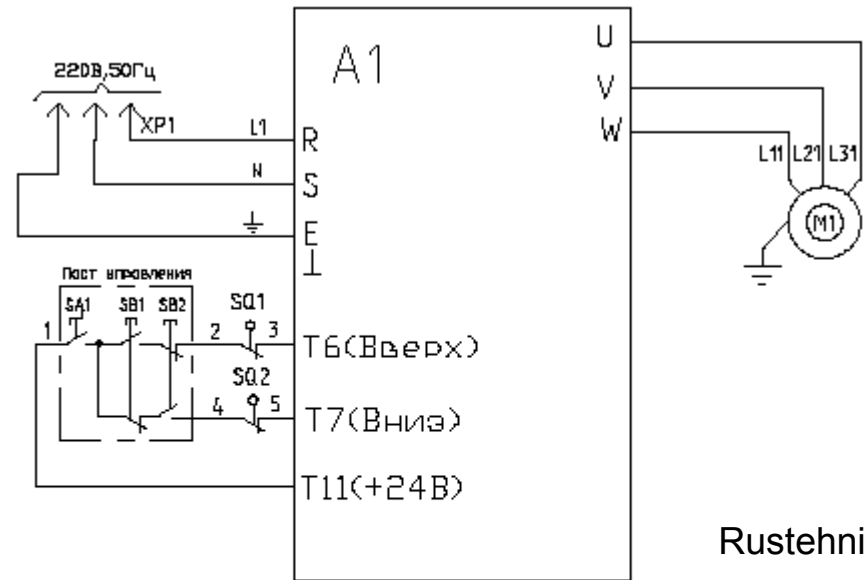 220В,50Гц
XP1
L1
N
A1
R
S
E
U
V
W
L11 L21 L31
M1
Пост управления
SA1 SB1 SB2
SQ1
1
2
3
T6(Вверх)
SQ2
4
5
T7(Вниз)
T11(+24В)
Rustehni